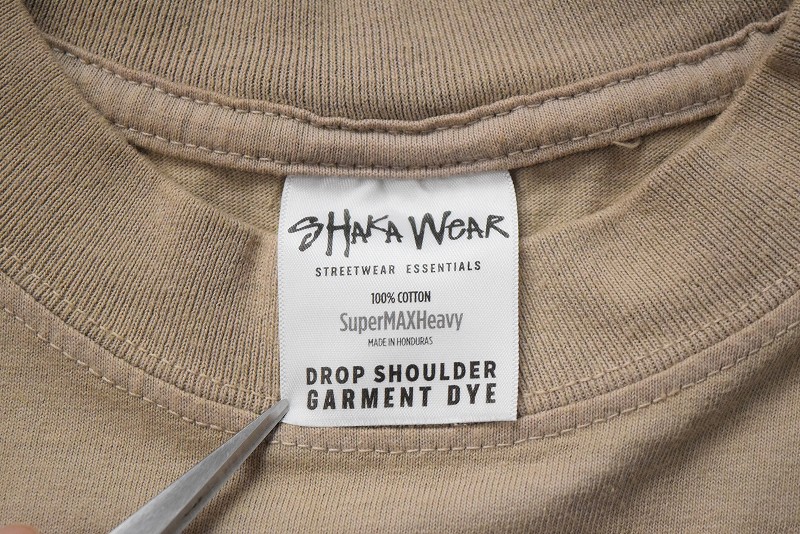 SHAKA WEAR
STREETWEAR ESSENTIALS
100% COTTON
SuperMAXHeavy
MADE IN HONDURAS
DROP SHOULDER
GARMENT DYE